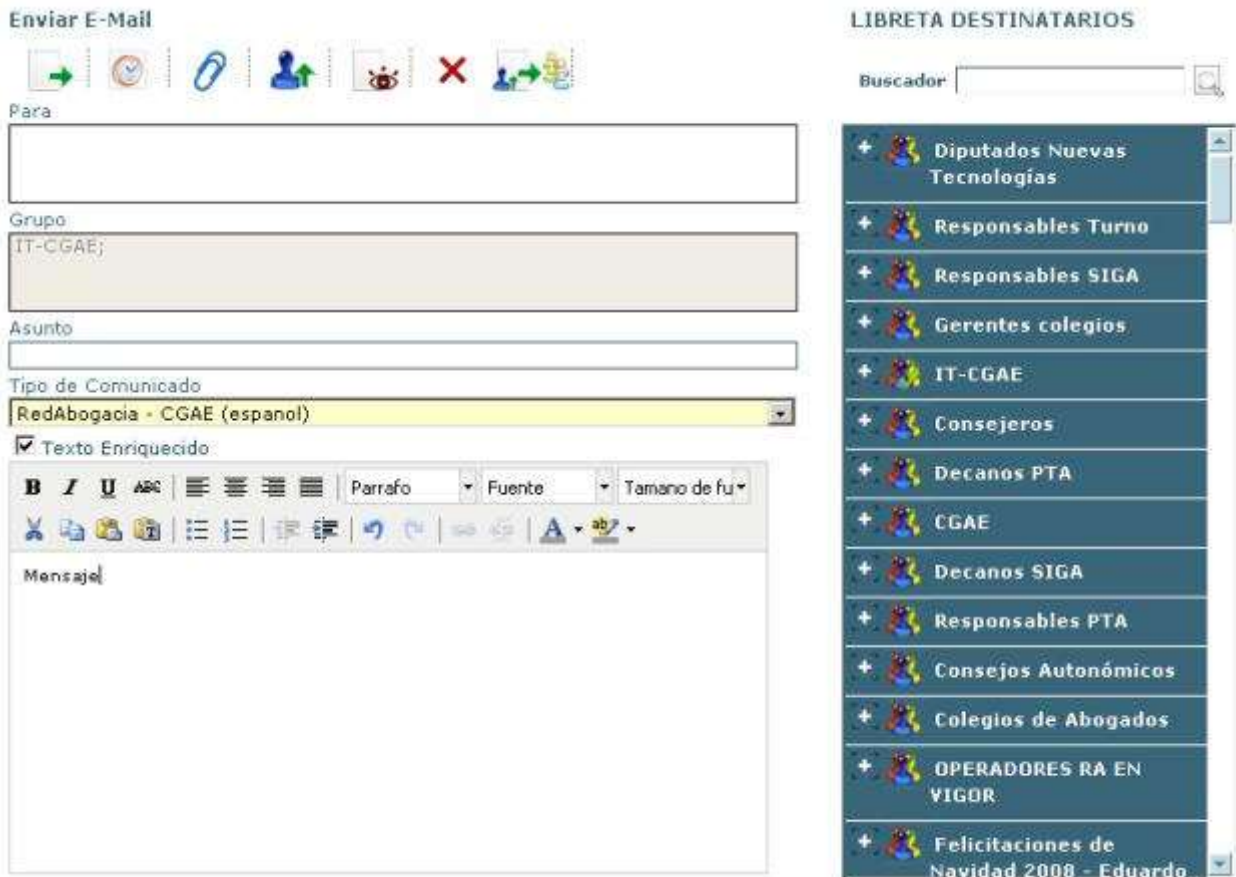 Enviar E-Mail
Para
Grupo
IT-CGAE;
Asunto
Tipo de Comunicado
RedAbogacia - CGAE (espanol)
Texto Enriquecido
B I U ABC Parrafo Fuente Tamano de fu
A ab
Mensaje
LIBRETA DESTINATARIOS
Buscador
Diputados Nuevas
Tecnologías
Responsables Turno
Responsables SIGA
Gerentes colegios
IT-CGAE
Consejeros
Decanos PTA
CGAE
Decanos SIGA
Responsables PTA
Consejos Autonómicos
Colegios de Abogados
OPERADORES RA EN
VIGOR
Felicitaciones de
Navidad 2008 - Eduardo